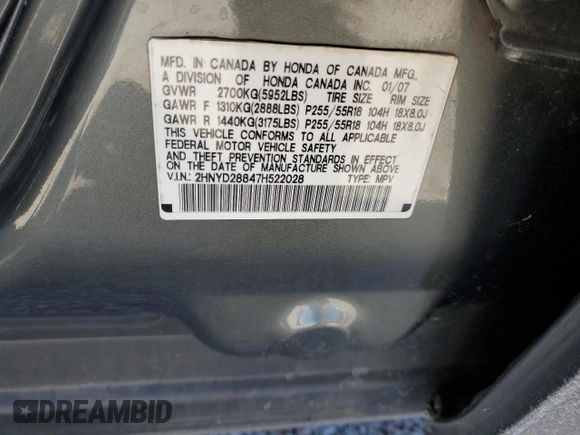 MFD. IN CANADA BY HONDA OF CANADA MFG.,
A DIVISION OF HONDA CANADA INC. 01/07
GVWR 2700KG(5952LBS) TIRE SIZE RIM SIZE
GAWR F 1310KG(2888LBS) P255/55R18 104H 18X8.0J
GAWR R 1440KG(3175LBS) P255/55R18 104H 18X8.0J
THIS VEHICLE CONFORMS TO ALL APPLICABLE
FEDERAL MOTOR VEHICLE SAFETY
AND THEFT PREVENTION STANDARDS IN EFFECT
ON THE DATE OF MANUFACTURE SHOWN ABOVE
V.I.N.: 2HNYD28847H522028 TYPE: MPV
DREAMBID